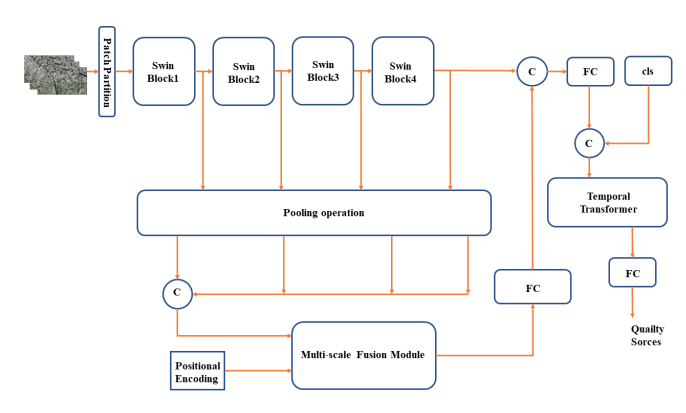 Patch Partition
Swin
Block1
Swin
Block2
Swin
Block3
Swin
Block4
C
FC
cls
C
Temporal
Transformer
Pooling operation
FC
C
FC
Quailty
Sorces
Multi-scale Fusion Module
Positional
Encoding